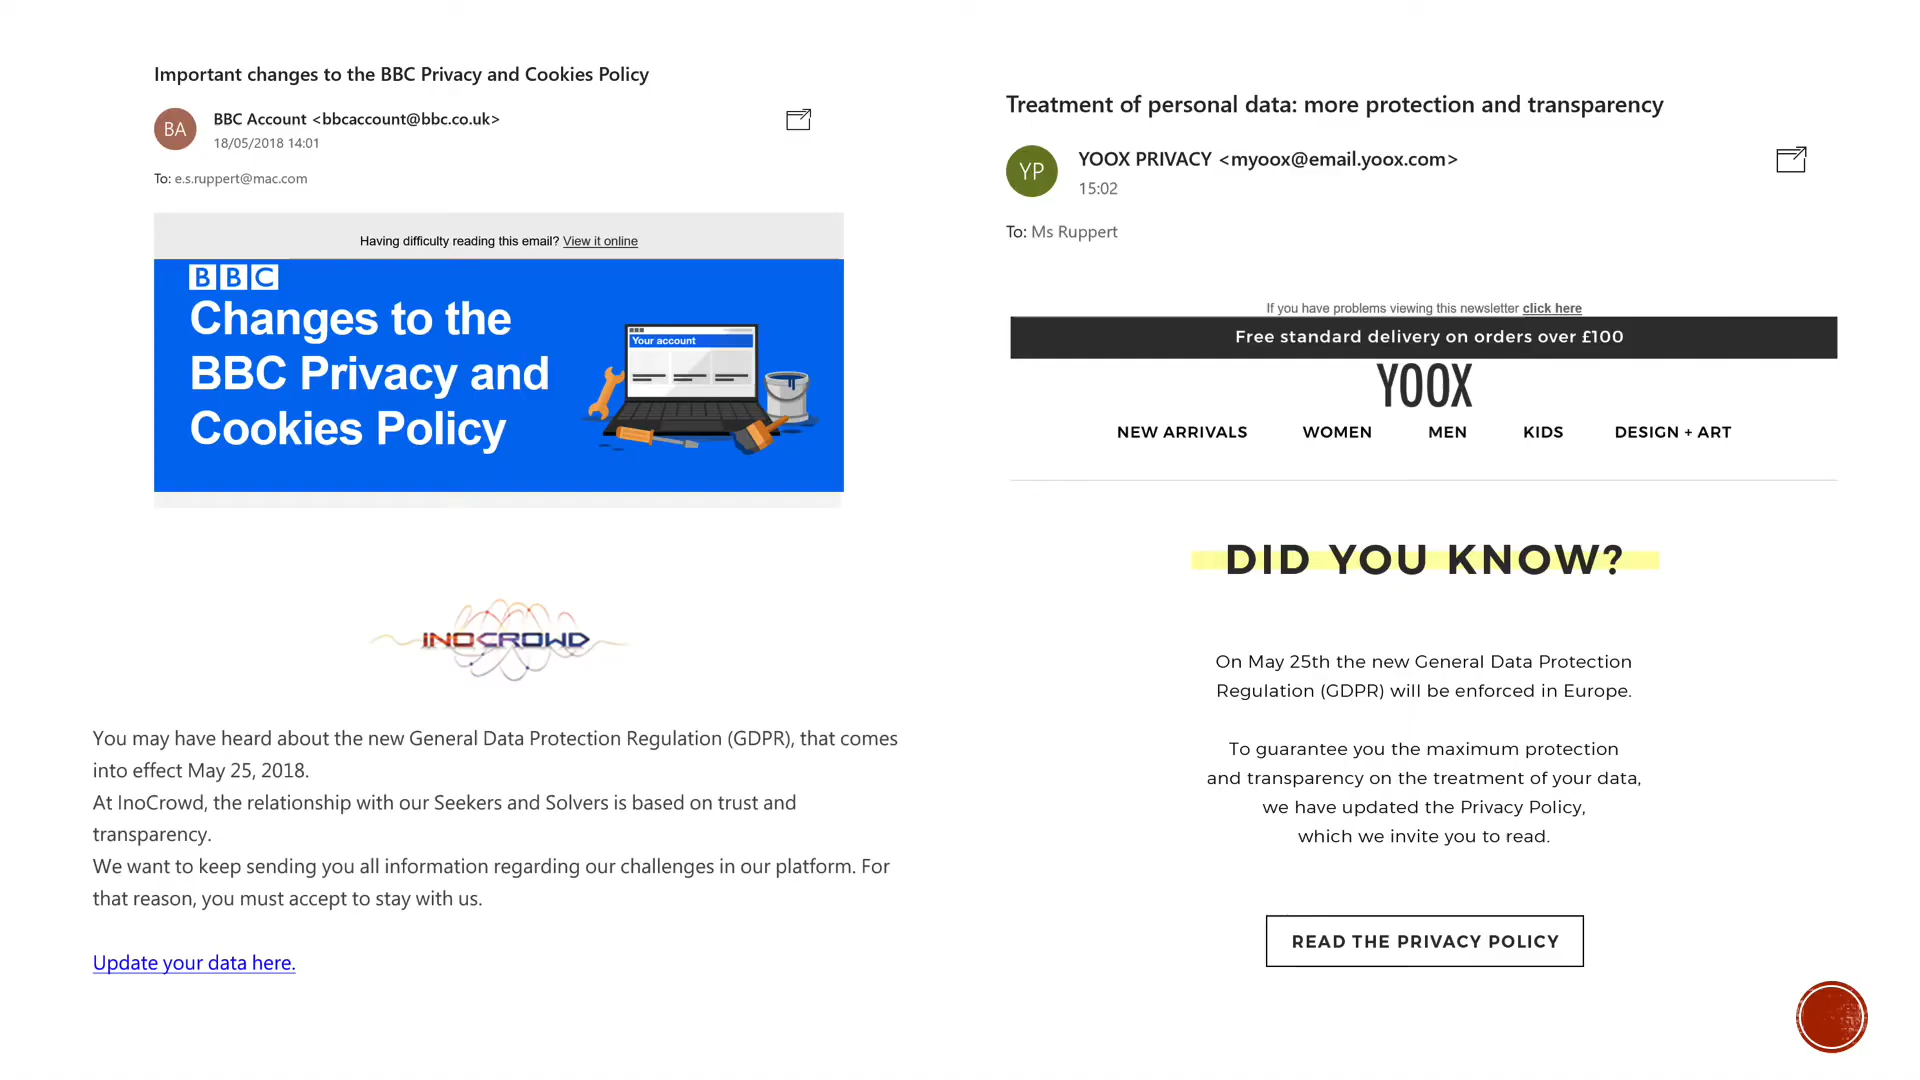 Important changes to the BBC Privacy and Cookies Policy
BA
BBC Account <bbcaccount@bbc.co.uk>
18/05/2018 14:01
To: e.s.ruppert@mac.com
Having difficulty reading this email? View it online
BBC
Changes to the
BBC Privacy and
Cookies Policy
Your account
INOCROWD
You may have heard about the new General Data Protection Regulation (GDPR), that comes
into effect May 25, 2018.
At InoCrowd, the relationship with our Seekers and Solvers is based on trust and
transparency.
We want to keep sending you all information regarding our challenges in our platform. For
that reason, you must accept to stay with us.
Update your data here.
Treatment of personal data: more protection and transparency
YP
YOOX PRIVACY <myoox@email.yoox.com>
15:02
To: Ms Ruppert
If you have problems viewing this newsletter click here
Free standard delivery on orders over £100
YOOX
NEW ARRIVALS WOMEN MEN KIDS DESIGN + ART
DID YOU KNOW?
On May 25th the new General Data Protection
Regulation (GDPR) will be enforced in Europe.
To guarantee you the maximum protection
and transparency on the treatment of your data,
we have updated the Privacy Policy,
which we invite you to read.
READ THE PRIVACY POLICY